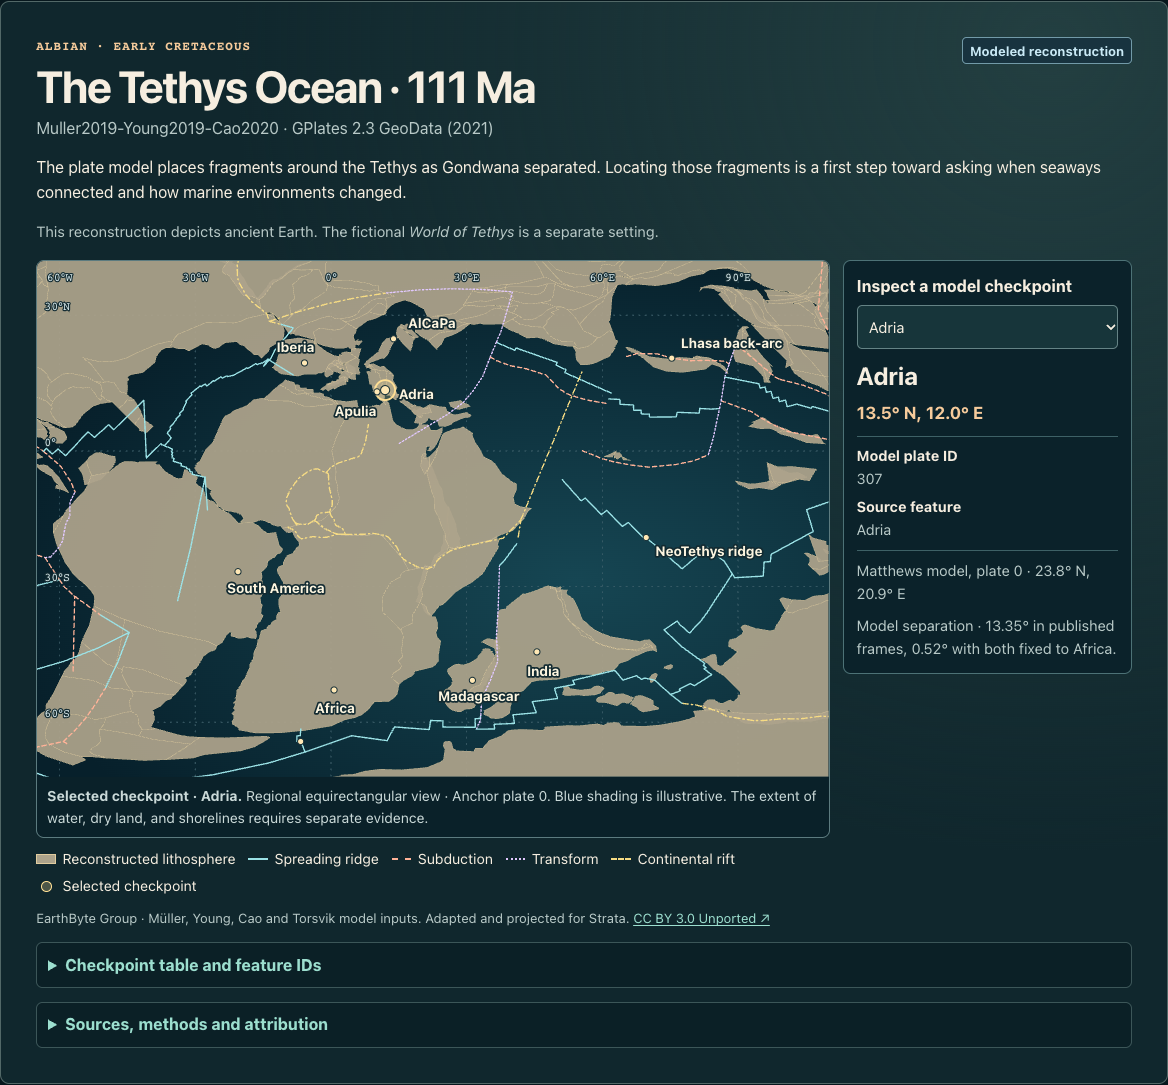 ALBIAN · EARLY CRETACEOUS
Modeled reconstruction
The Tethys Ocean · 111 Ma
Muller2019-Young2019-Cao2020 · GPlates 2.3 GeoData (2021)
The plate model places fragments around the Tethys as Gondwana separated. Locating those fragments is a first step toward asking when seaways
connected and how marine environments changed.
This reconstruction depicts ancient Earth. The fictional World of Tethys is a separate setting.
60°W
30°W
0°
30°E
60°E
90°E
30°N
AlCaPa
Iberia
Lhasa back-arc
Adria
Apulia
0°
NeoTethys ridge
30°S
South America
India
Madagascar
Africa
60°S
Selected checkpoint · Adria. Regional equirectangular view · Anchor plate 0. Blue shading is illustrative. The extent of
water, dry land, and shorelines requires separate evidence.
Inspect a model checkpoint
Adria
Adria
13.5° N, 12.0° E
Model plate ID
307
Source feature
Adria
Matthews model, plate 0 · 23.8° N,
20.9° E
Model separation · 13.35° in published
frames, 0.52° with both fixed to Africa.
Reconstructed lithosphere
Spreading ridge
Subduction
Transform
Continental rift
Selected checkpoint
EarthByte Group · Müller, Young, Cao and Torsvik model inputs. Adapted and projected for Strata. CC BY 3.0 Unported ↗
Checkpoint table and feature IDs
Sources, methods and attribution